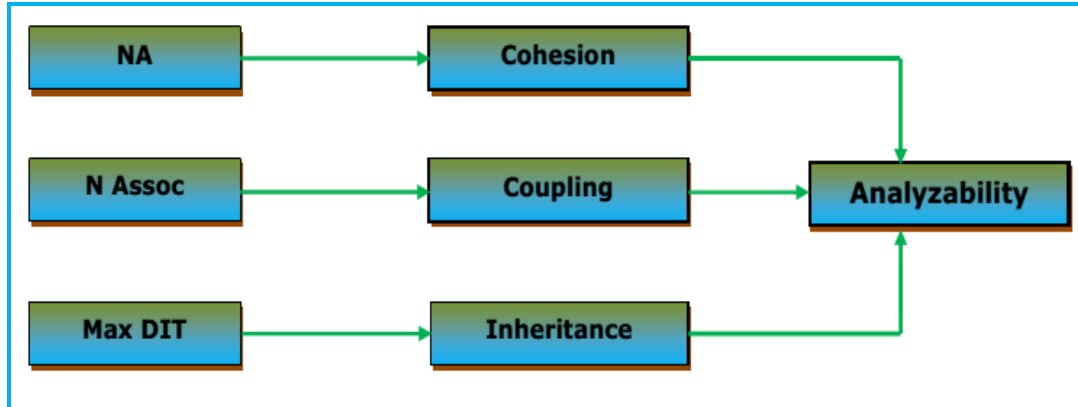 NA
Cohesion
N Assoc
Coupling
Analyzability
Max DIT
Inheritance